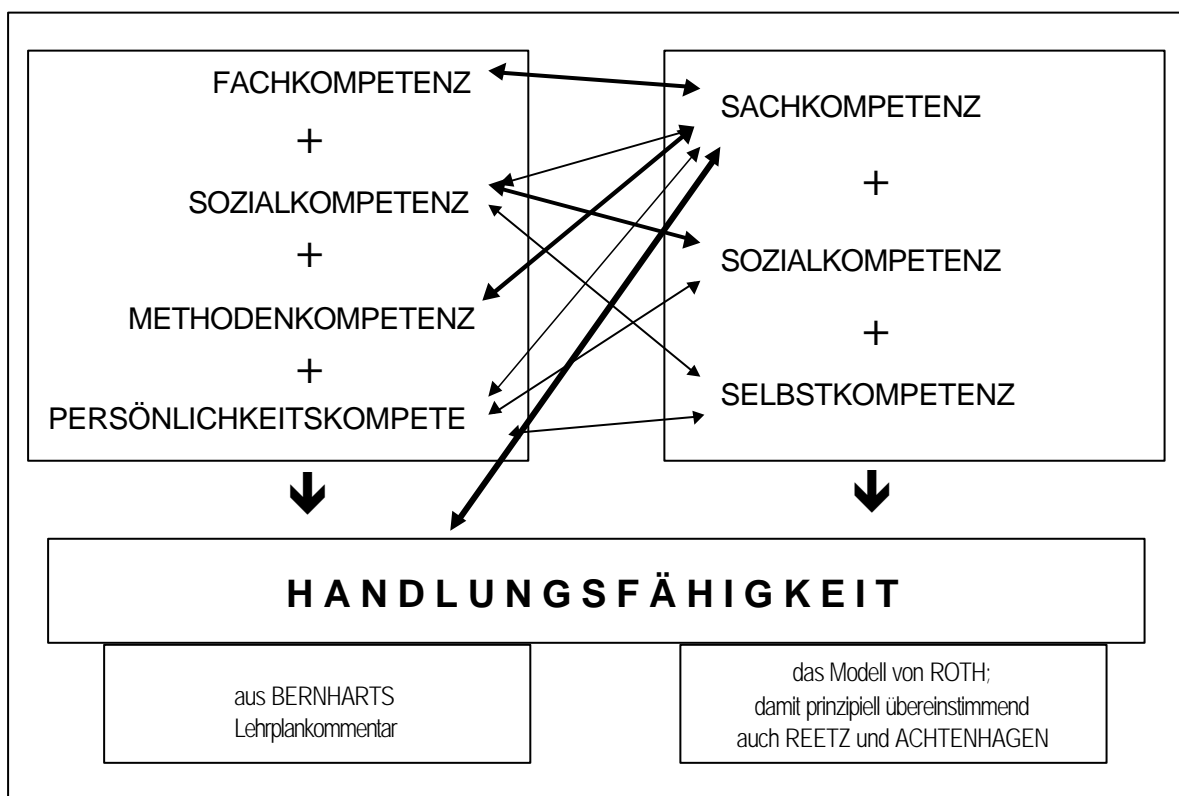 FACHKOMPETENZ
+
SOZIALKOMPETENZ
+
METHODENKOMPETENZ
+
PERSÖNLICHKEITSKOMPETE
SACHKOMPETENZ
+
SOZIALKOMPETENZ
+
SELBSTKOMPETENZ
HANDLUNGSFÄHIGKEIT
aus BERNHARTS
Lehrplankommentar
das Modell von ROTH;
damit prinzipiell übereinstimmend
auch REETZ und ACHTENHAGEN